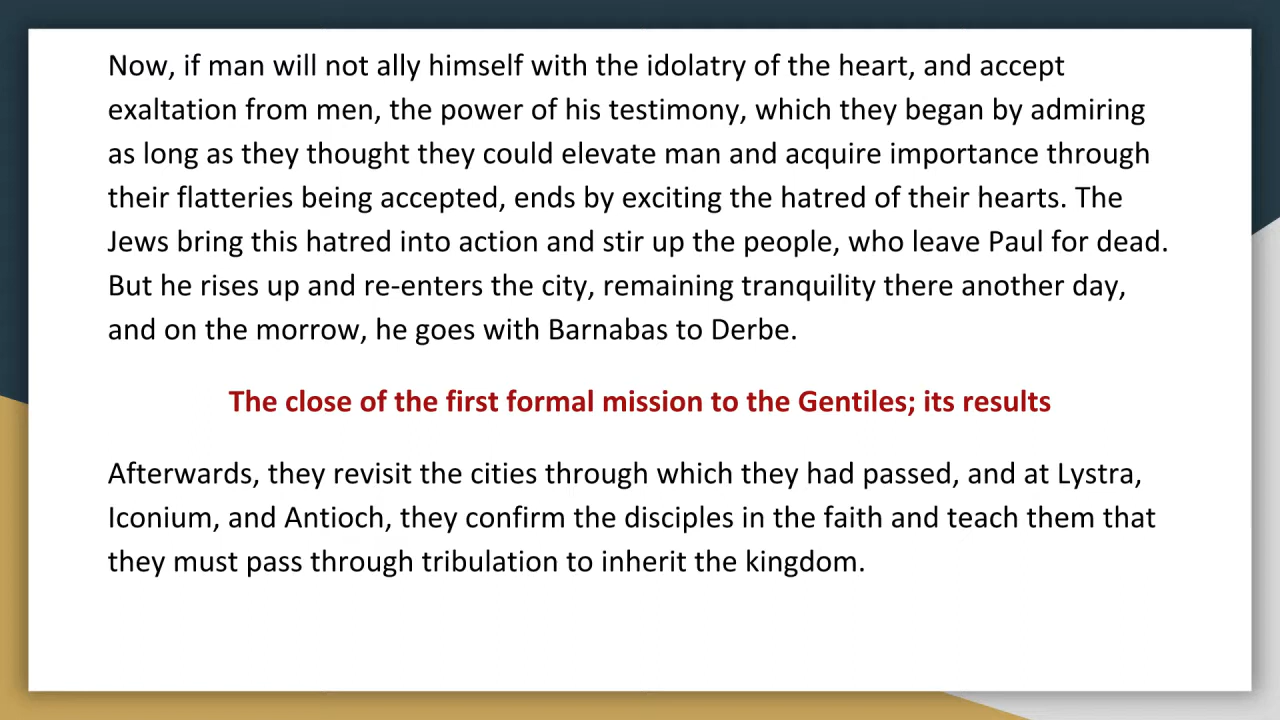 Now, if man will not ally himself with the idolatry of the heart, and accept
exaltation from men, the power of his testimony, which they began by admiring
as long as they thought they could elevate man and acquire importance through
their flatteries being accepted, ends by exciting the hatred of their hearts. The
Jews bring this hatred into action and stir up the people, who leave Paul for dead.
But he rises up and re-enters the city, remaining tranquility there another day,
and on the morrow, he goes with Barnabas to Derbe.
The close of the first formal mission to the Gentiles; its results
Afterwards, they revisit the cities through which they had passed, and at Lystra,
Iconium, and Antioch, they confirm the disciples in the faith and teach them that
they must pass through tribulation to inherit the kingdom.